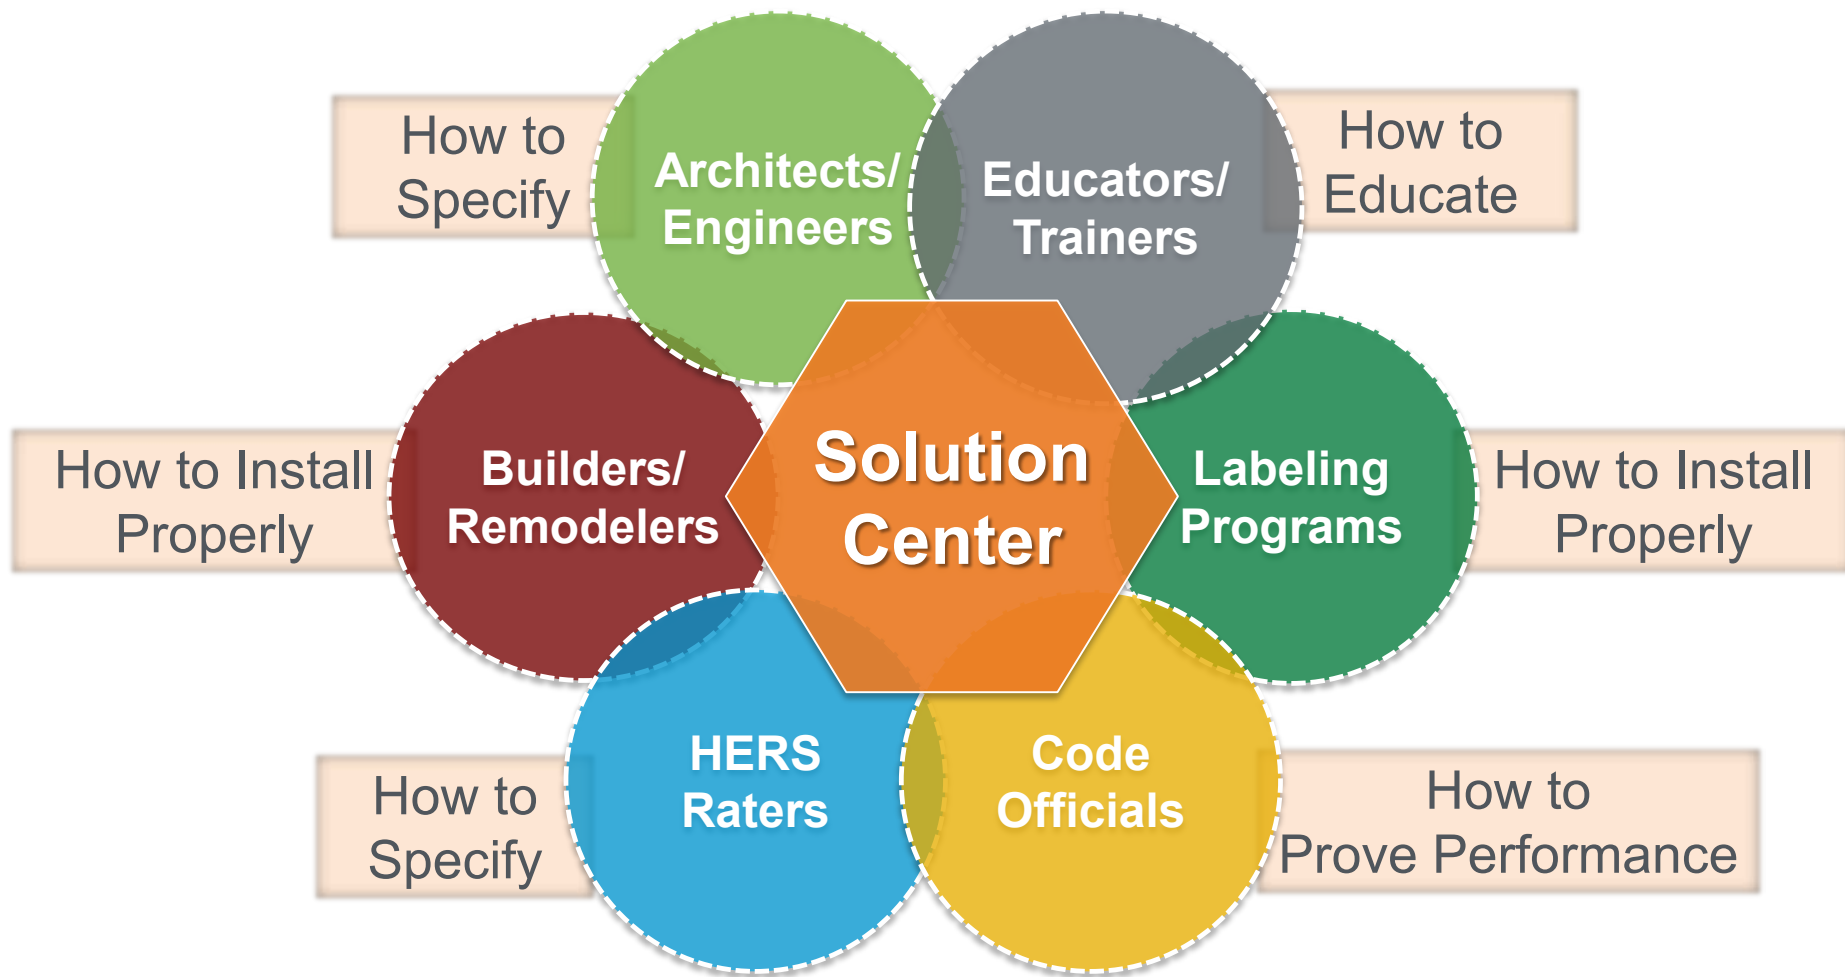 How to
Specify
Architects/
Engineers
Educators/
Trainers
How to
Educate
How to Install
Properly
Builders/
Remodelers
Solution
Center
Labeling
Programs
How to Install
Properly
How to
Specify
HERS
Raters
Code
Officials
How to
Prove Performance